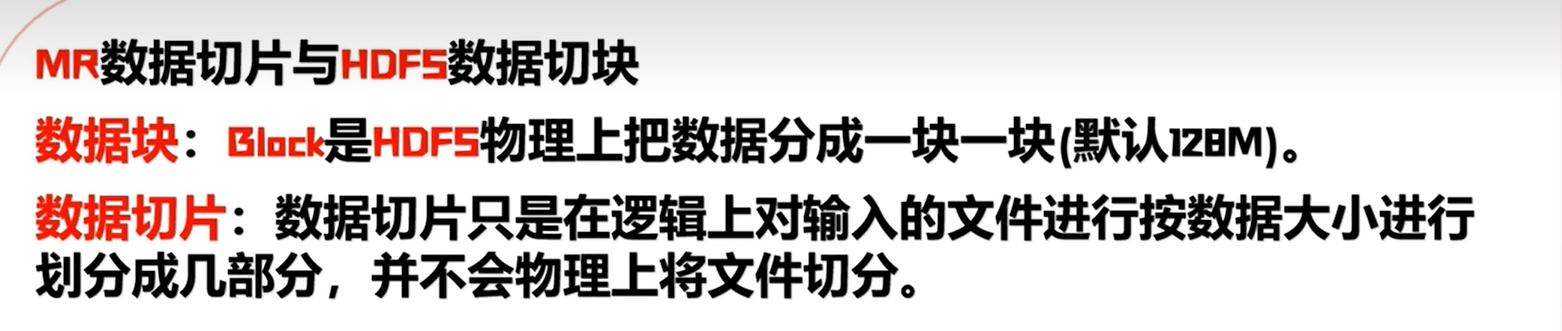 MR数据切片与HDFS数据切块
数据块：Block是HDFS物理上把数据分成一块一块(默认128M)。
数据切片：数据切片只是在逻辑上对输入的文件进行按数据大小进行
划分成几部分，并不会物理上将文件切分。